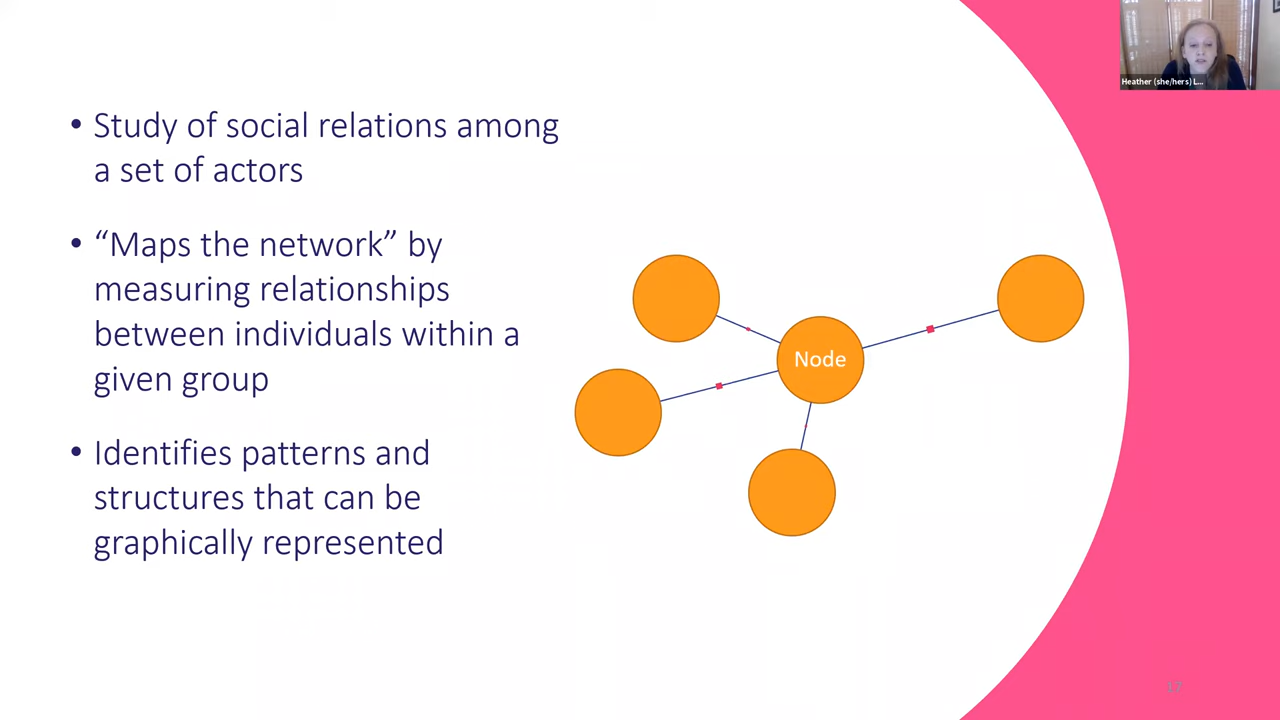 Heather (she/hers) L...
• Study of social relations among
a set of actors
• “Maps the network” by
measuring relationships
between individuals within a
given group
• Identifies patterns and
structures that can be
graphically represented
Node
17